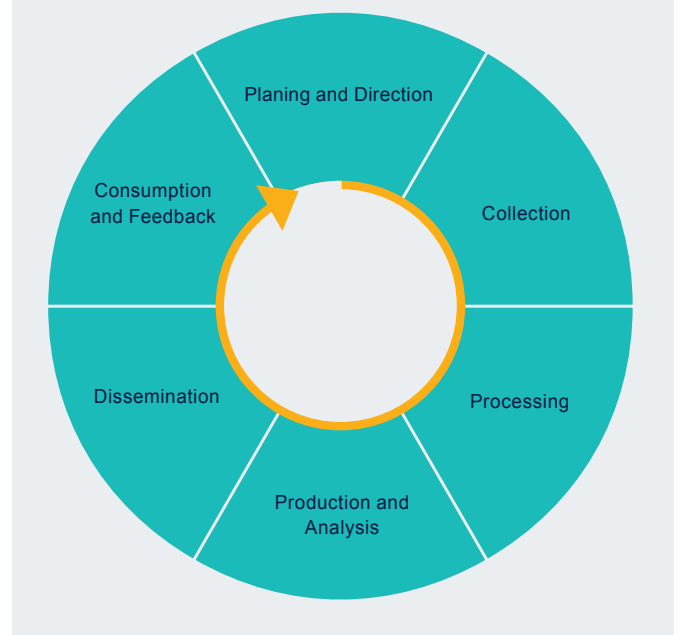 Planing and Direction
Collection
Processing
Production and
Analysis
Dissemination
Consumption
and Feedback